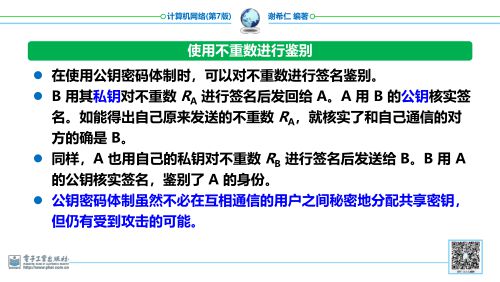 计算机网络(第7版)
谢希仁 编著
使用不重数进行鉴别
● 在使用公钥密码体制时，可以对不重数进行签名鉴别。
● B 用其私钥对不重数 RA 进行签名后发回给 A。A 用 B 的公钥核实签
名。如能得出自己原来发送的不重数 RA，就核实了和自己通信的对
方的确是 B。
● 同样，A 也用自己的私钥对不重数 RB 进行签名后发送给 B。B 用 A
的公钥核实签名，鉴别了 A 的身份。
● 公钥密码体制虽然不必在互相通信的用户之间秘密地分配共享密钥，
但仍有受到攻击的可能。
电子工业出版社
http://www.phei.com.cn